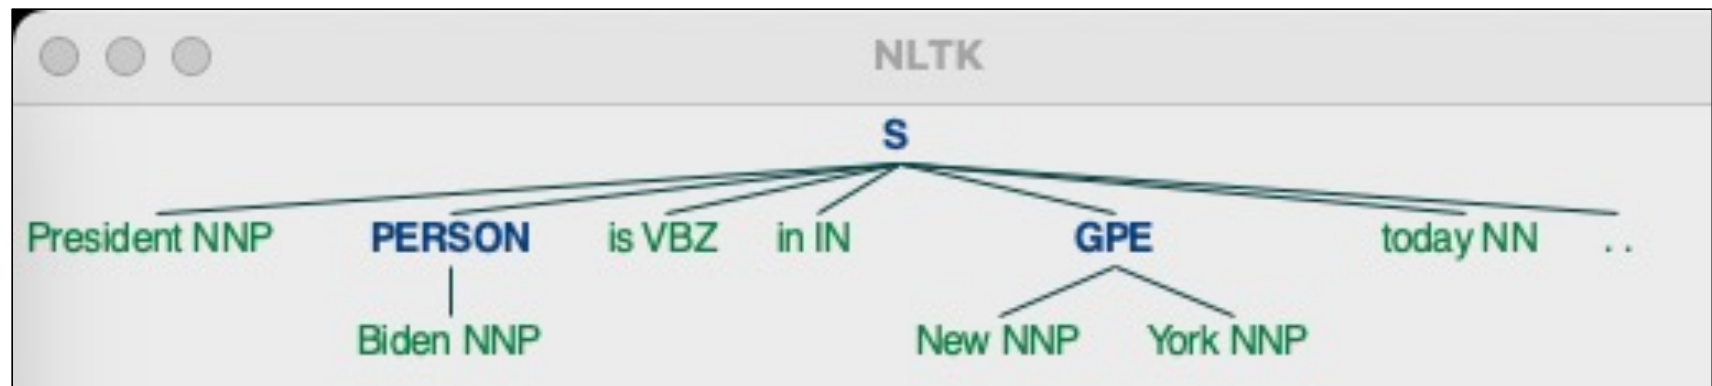 NLTK
S
President NNP PERSON is VBZ in IN GPE today NN . .
Biden NNP New NNP York NNP